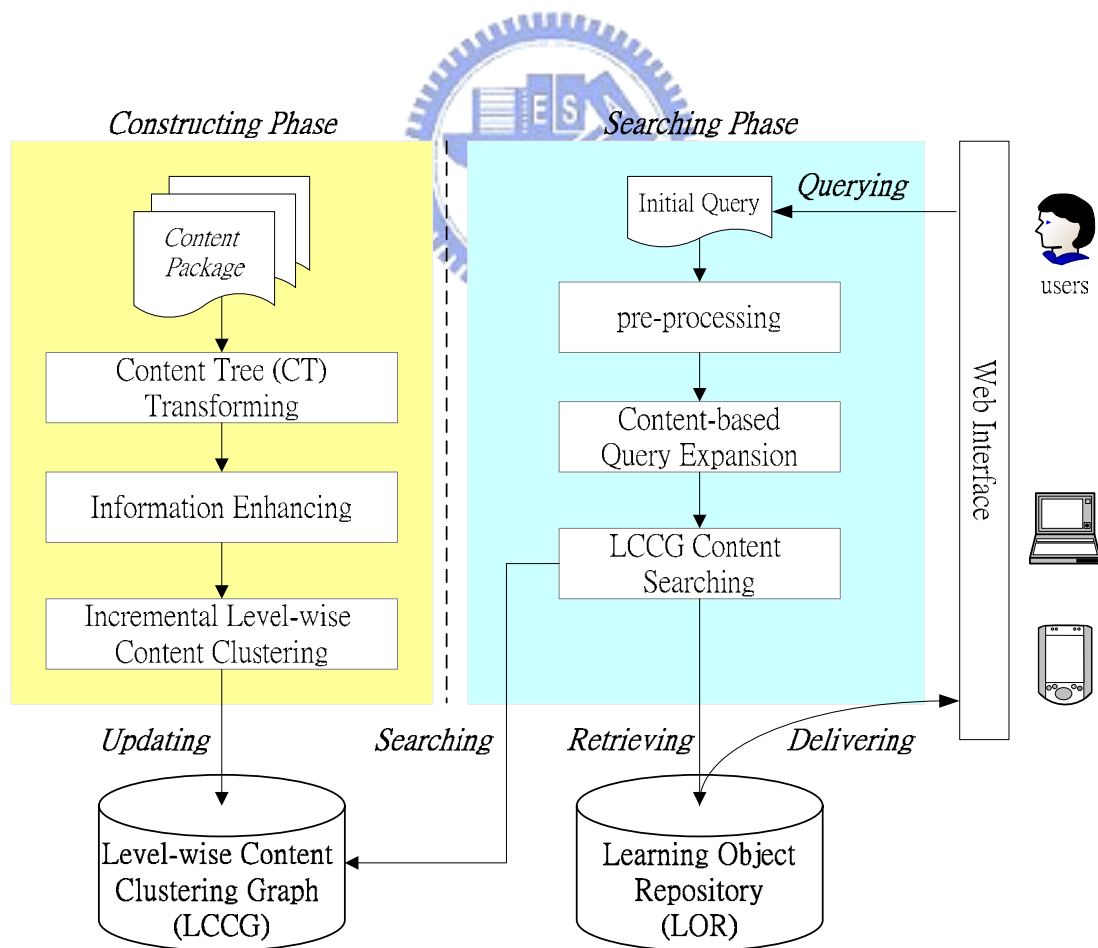 Constructing Phase
Searching Phase
ES
Content
Package
Content Tree (CT)
Transforming
Information Enhancing
Incremental Level-wise
Content Clustering
Initial Query
Querying
pre-processing
Content-based
Query Expansion
LCCG Content
Searching
Web Interface
users
Updating
Searching
Retrieving
Delivering
Level-wise Content
Clustering Graph
(LCCG)
Learning Object
Repository
(LOR)